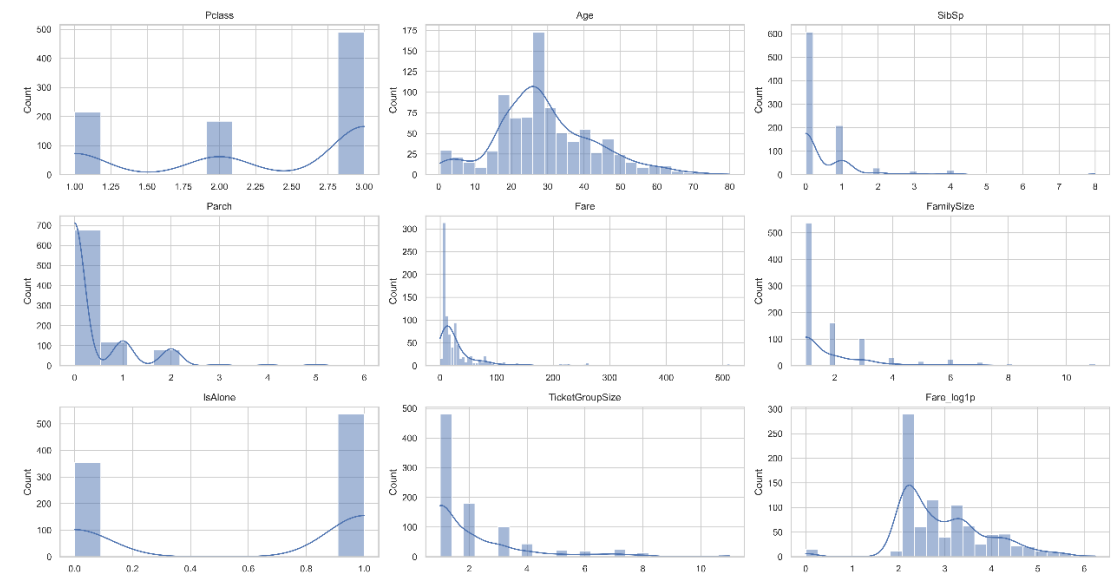 Pclass
Count
500
400
300
200
100
0
1.00 1.25 1.50 1.75 2.00 2.25 2.50 2.75 3.00
Age
Count
175
150
125
100
75
50
25
0
0 10 20 30 40 50 60 70 80
SibSp
Count
600
500
400
300
200
100
0
0 1 2 3 4 5 6 7 8
Parch
Count
700
600
500
400
300
200
100
0
0 1 2 3 4 5 6
Fare
Count
300
250
200
150
100
50
0
0 100 200 300 400 500
FamilySize
Count
500
400
300
200
100
0
2 4 6 8 10
IsAlone
Count
500
400
300
200
100
0
0.0 0.2 0.4 0.6 0.8 1.0
TicketGroupSize
Count
500
400
300
200
100
0
2 4 6 8 10
Fare_log1p
Count
300
250
200
150
100
50
0
0 1 2 3 4 5 6